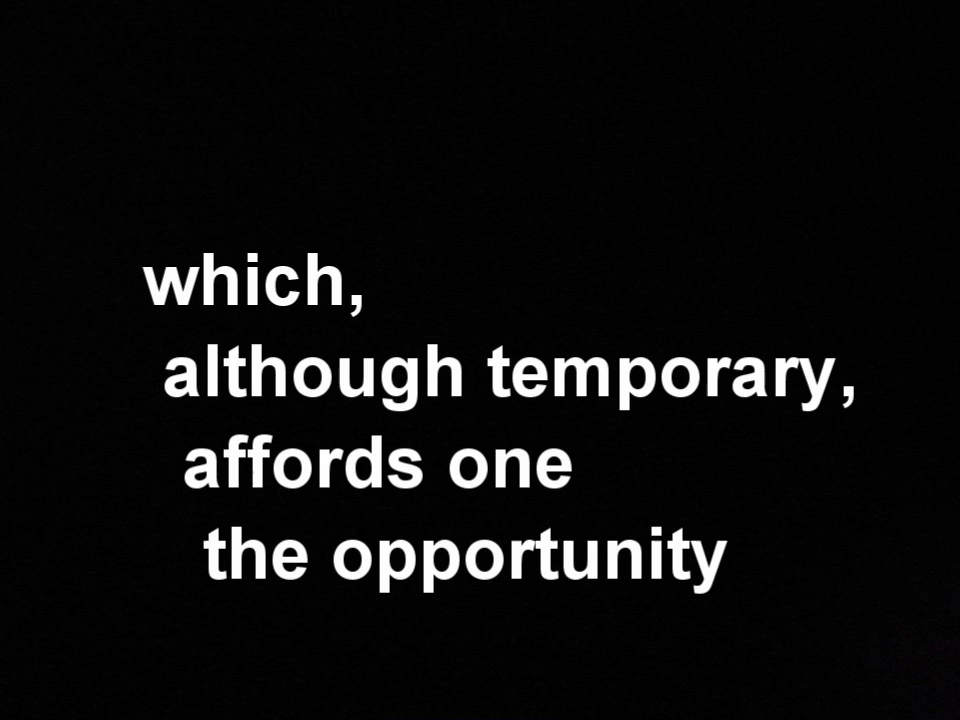 which,
although temporary,
affords one
the opportunity